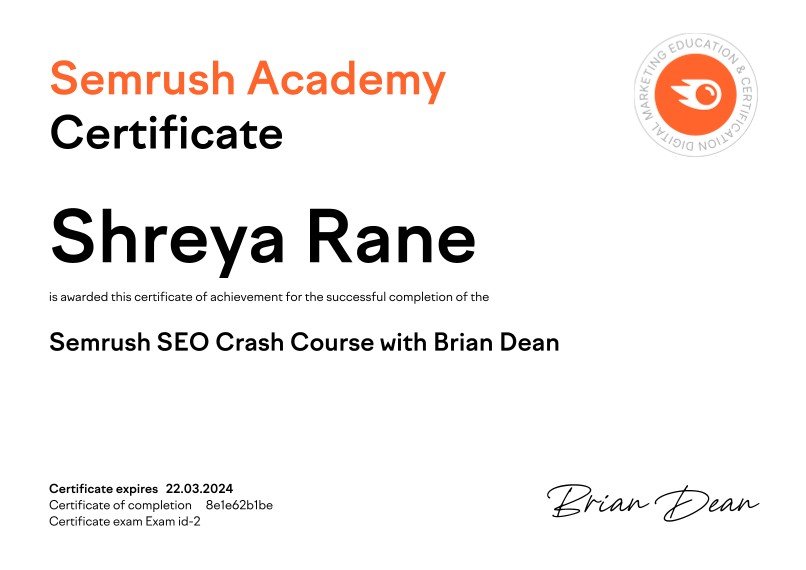 Semrush Academy
Certificate
MARKETING EDUCATION & CERTIFICATION DIGITAL
Shreya Rane
is awarded this certificate of achievement for the successful completion of the
Semrush SEO Crash Course with Brian Dean
Certificate expires 22.03.2024
Certificate of completion 8e1e62b1be
Certificate exam Exam id-2
Brian Dean